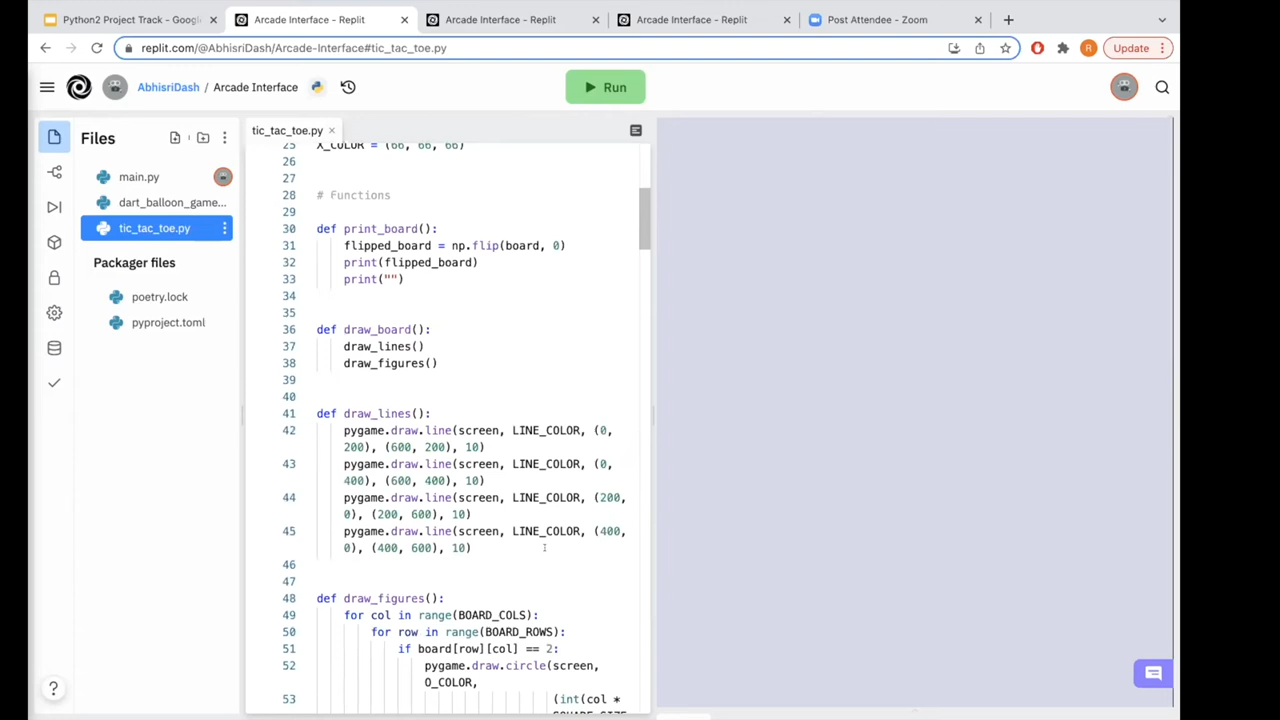 Python2 Project Track - Google
Arcade Interface - Replit
Arcade Interface - Replit
Arcade Interface - Replit
Post Attendee - Zoom
replit.com/@AbhisriDash/Arcade-Interface#tic_tac_toe.py
R
Update
AbhisriDash / Arcade Interface
Run
Files
main.py
dart_balloon_game...
tic_tac_toe.py
Packager files
poetry.lock
pyproject.toml
?
tic_tac_toe.py
25 X_COLOR = (66, 66, 66)
26
27
28 # Functions
29
30 def print_board():
31 flipped_board = np.flip(board, 0)
32 print(flipped_board)
33 print("")
34
35
36 def draw_board():
37 draw_lines()
38 draw_figures()
39
40
41 def draw_lines():
42 pygame.draw.line(screen, LINE_COLOR, (0,
200), (600, 200), 10)
43 pygame.draw.line(screen, LINE_COLOR, (0,
400), (600, 400), 10)
44 pygame.draw.line(screen, LINE_COLOR, (200,
0), (200, 600), 10)
45 pygame.draw.line(screen, LINE_COLOR, (400,
0), (400, 600), 10)
46
47
48 def draw_figures():
49 for col in range(BOARD_COLS):
50 for row in range(BOARD_ROWS):
51 if board[row][col] == 2:
52 pygame.draw.circle(screen,
O_COLOR,
53 (int(col *
SQUARE_SIZE